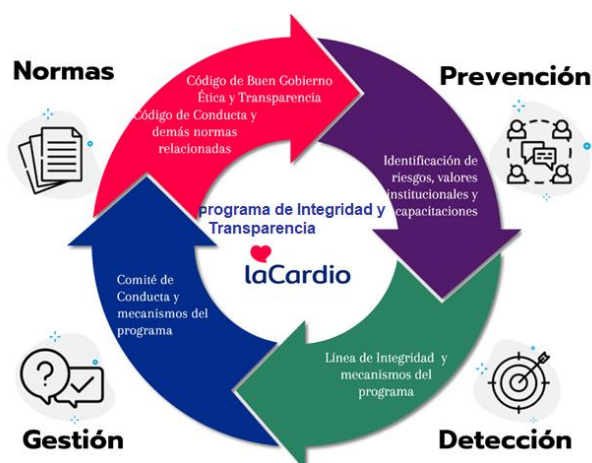 Normas
Código de Buen Gobierno
Ética y Transparencia
Código de Conducta y
demás normas
relacionadas
Prevención
Identificación de
riesgos, valores
institucionales y
capacitaciones
programa de Integridad y
Transparencia
laCardio
Comité de
Conducta y
mecanismos del
programa
Línea de Integridad y
mecanismos del
programa
Gestión
Detección